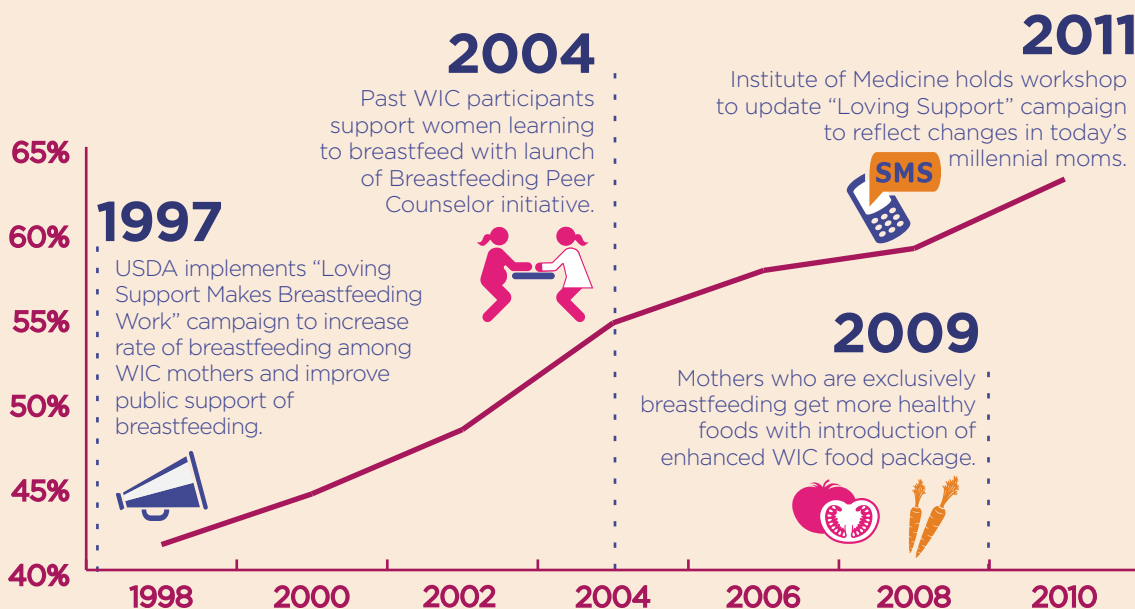 2004
Past WIC participants
support women learning
to breastfeed with launch
of Breastfeeding Peer
Counselor initiative.
2011
Institute of Medicine holds workshop
to update “Loving Support” campaign
to reflect changes in today’s
millennial moms.
SMS
1997
USDA implements “Loving
Support Makes Breastfeeding
Work” campaign to increase
rate of breastfeeding among
WIC mothers and improve
public support of
breastfeeding.
2009
Mothers who are exclusively
breastfeeding get more healthy
foods with introduction of
enhanced WIC food package.
65%
60%
55%
50%
45%
40%
1998 2000 2002 2004 2006 2008 2010